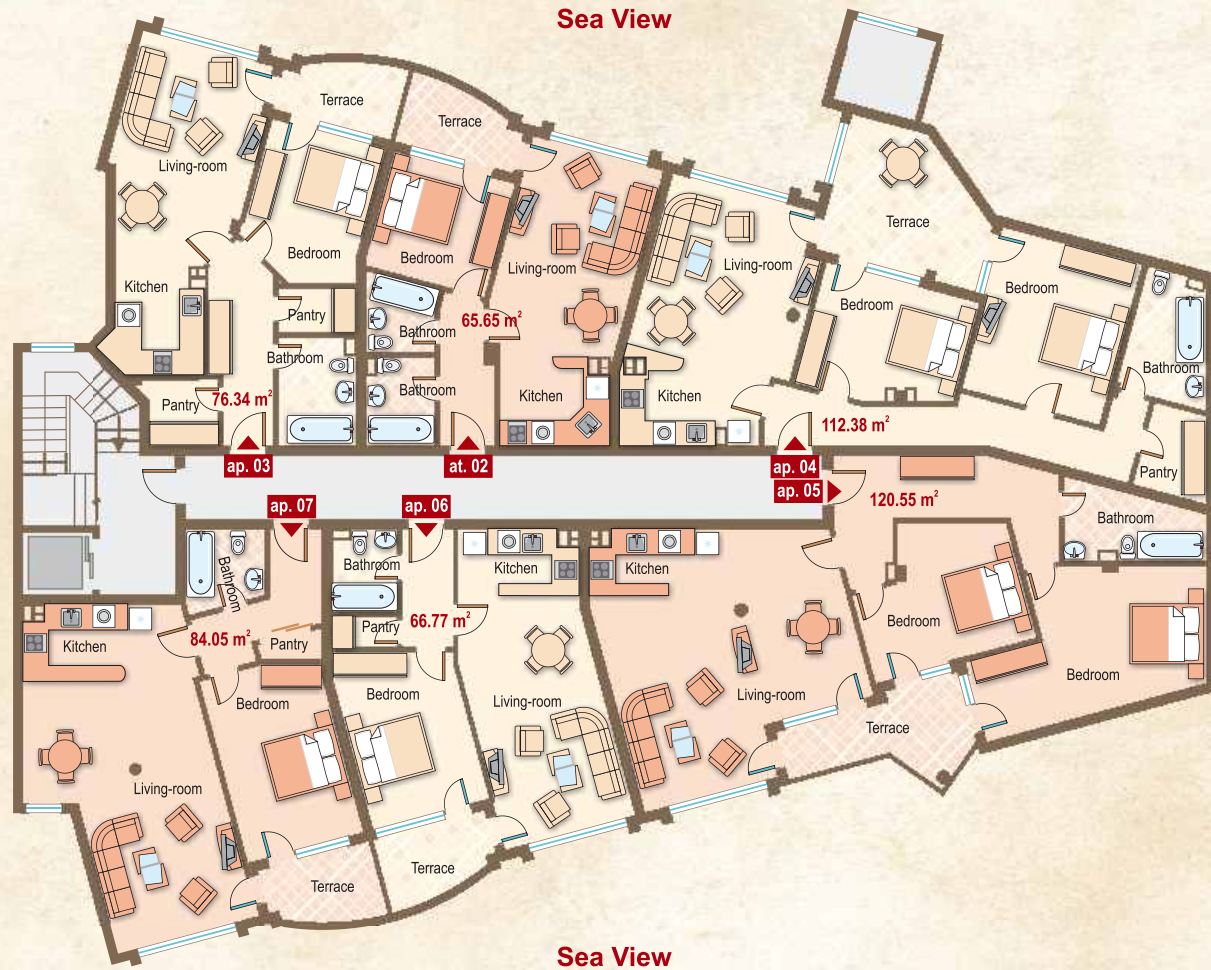 Sea View
Terrace
Terrace
Living-room
Bedroom
Bedroom
Living-room
Living-room
Terrace
Bedroom
Bedroom
Kitchen
Pantry
65.65 m²
Bathroom
Bathroom
Bathroom
Bathroom
Kitchen
Kitchen
Pantry
76.34 m²
112.38 m²
Pantry
ap. 03
at. 02
ap. 04
ap. 05
120.55 m²
ap. 07
ap. 06
Bathroom
Bathroom
Bathroom
Kitchen
Kitchen
Kitchen
84.05 m²
Pantry
Pantry
66.77 m²
Bedroom
Bedroom
Bedroom
Bedroom
Living-room
Living-room
Terrace
Living-room
Terrace
Terrace
Sea View